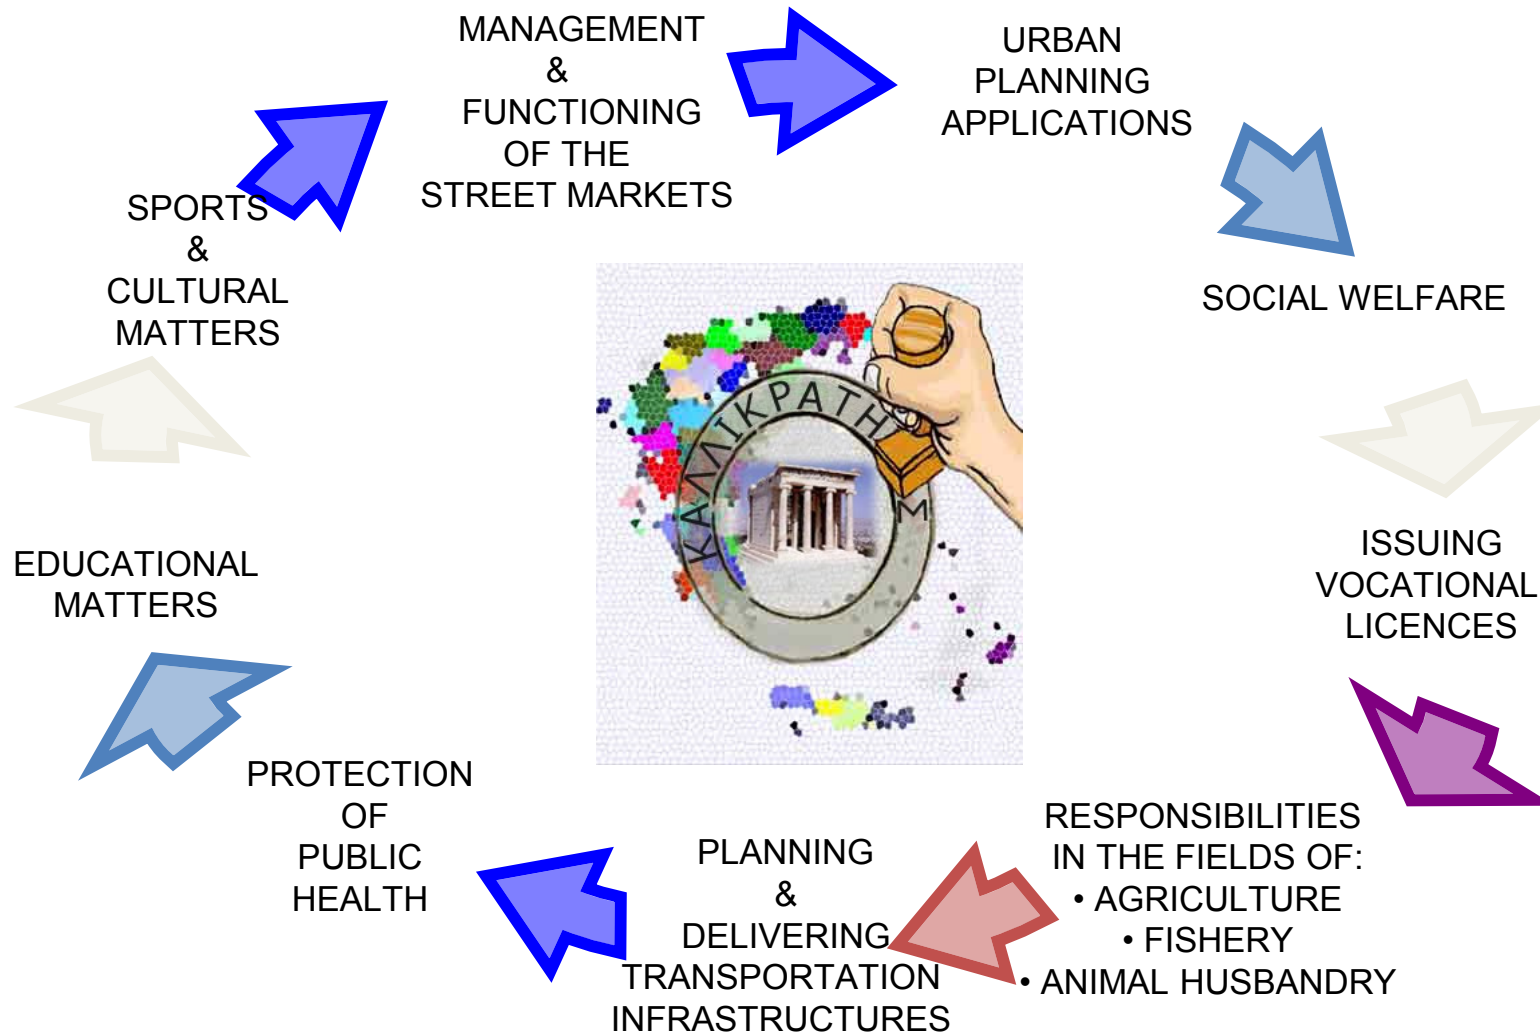 MANAGEMENT
&
FUNCTIONING
OF THE
STREET MARKETS
URBAN
PLANNING
APPLICATIONS
SOCIAL WELFARE
ISSUING
VOCATIONAL
LICENCES
RESPONSIBILITIES
IN THE FIELDS OF:
• AGRICULTURE
• FISHERY
• ANIMAL HUSBANDRY
PLANNING
&
DELIVERING
TRANSPORTATION
INFRASTRUCTURES
PROTECTION
OF
PUBLIC
HEALTH
EDUCATIONAL
MATTERS
SPORTS
&
CULTURAL
MATTERS
ΚΑΛΛΙΚΡΑΤΗΣ